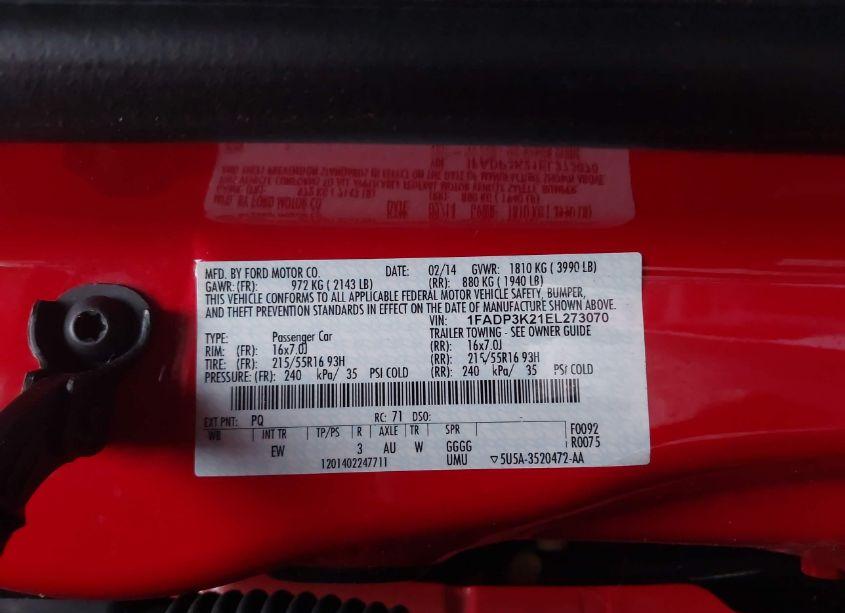 MFD. BY FORD MOTOR CO. DATE: 02/14 GVWR: 1810 KG ( 3990 LB)
GAWR: (FR): 972 KG ( 2143 LB) (RR): 880 KG ( 1940 LB)
THIS VEHICLE CONFORMS TO ALL APPLICABLE FEDERAL MOTOR VEHICLE SAFETY, BUMPER,
AND THEFT PREVENTION STANDARDS IN EFFECT ON THE DATE OF MANUFACTURE SHOWN ABOVE.
VIN: 1FADP3K21EL273070
TYPE: Passenger Car TRAILER TOWING - SEE OWNER GUIDE
RIM: (FR): 16x7.0J (RR): 16x7.0J
TIRE: (FR): 215/55R16 93H (RR): 215/55R16 93H
PRESSURE: (FR): 240 kPa/ 35 PSI COLD (RR): 240 kPa/ 35 PSI COLD
EXT PNT: PQ RC: 71 DSO:
WB INT TR TP/PS R AXLE TR SPR F0092
EW 3 AU W GGGG R0075
1201402247711 UMU ▽5U5A-3520472-AA